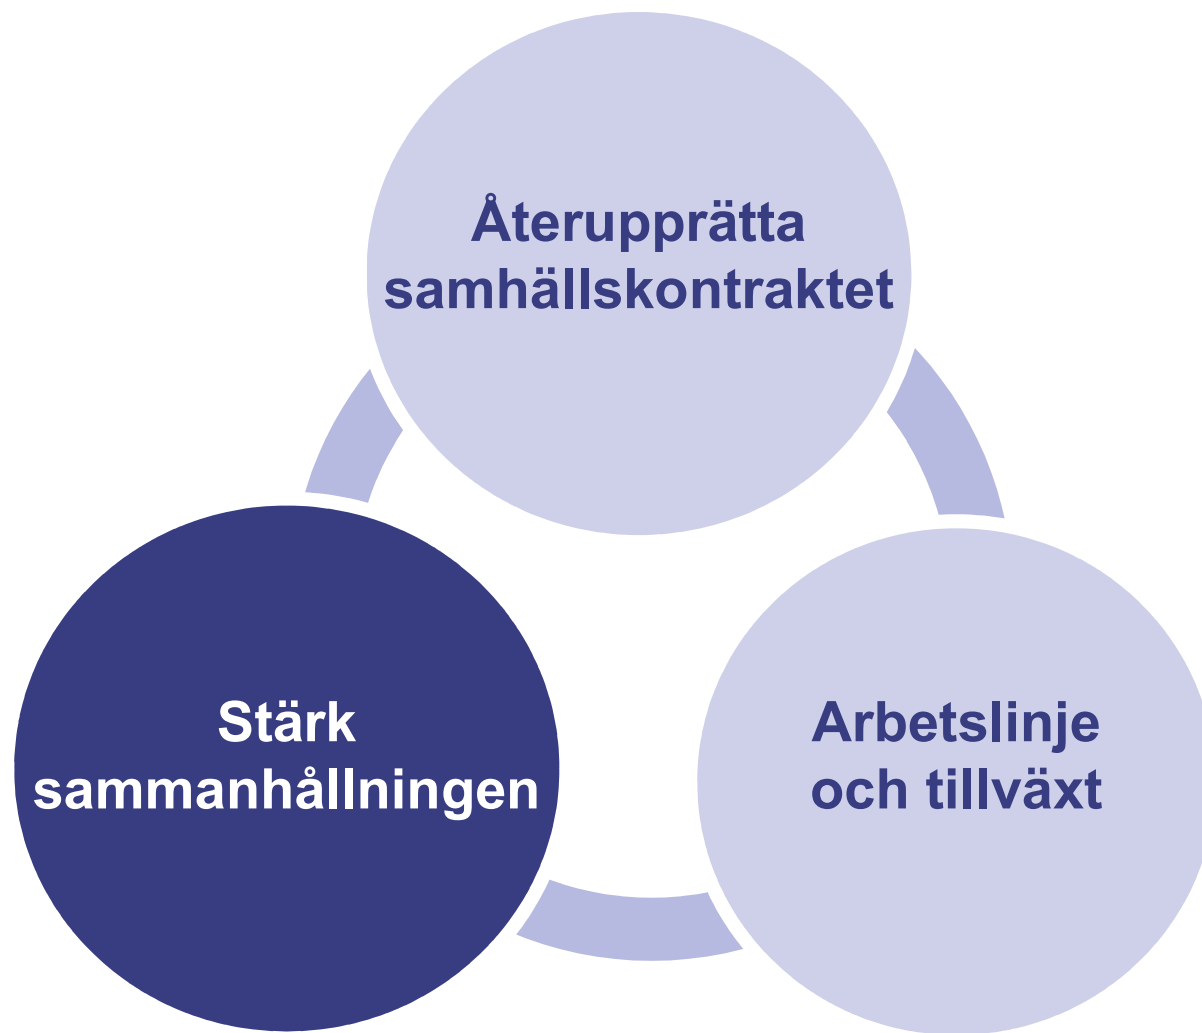 Återupprätta
samhällskontraktet
Stärk
sammanhållningen
Arbetslinje
och tillväxt